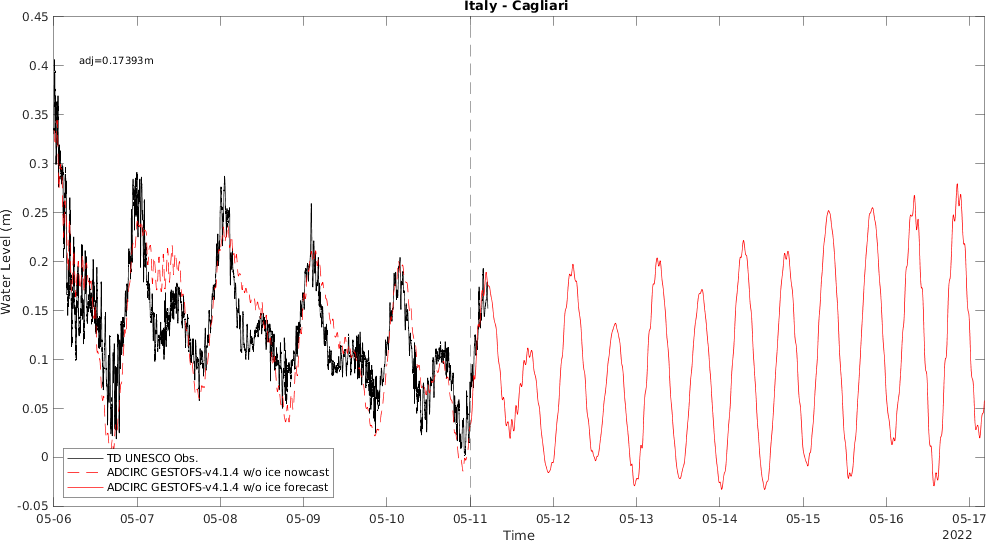 Italy - Cagliari
0.45
0.4
0.35
0.3
0.25
0.2
0.15
0.1
0.05
0
-0.05
Water Level (m)
adj=0.17393m
TD UNESCO Obs.
ADCIRC GESTOFS-v4.1.4 w/o ice nowcast
ADCIRC GESTOFS-v4.1.4 w/o ice forecast
05-06 05-07 05-08 05-09 05-10 05-11 05-12 05-13 05-14 05-15 05-16 05-17
Time
2022